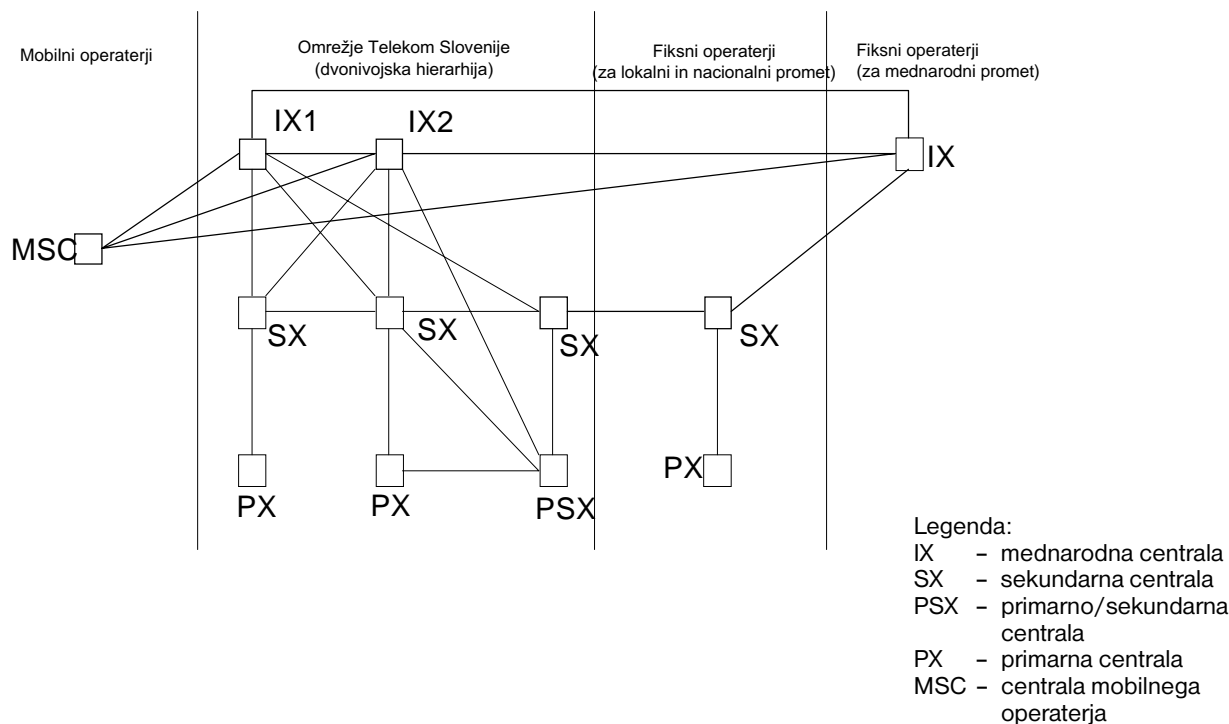 Mobilni operaterji
Omrežje Telekom Slovenije
(dvonivojska hierarhija)
Fiksni operaterji
(za lokalni in nacionalni promet)
Fiksni operaterji
(za mednarodni promet)
IX1
IX2
IX
MSC
SX
SX
SX
SX
PX
PX
PSX
PX
Legenda:
IX – mednarodna centrala
SX – sekundarna centrala
PSX – primarno/sekundarna
centrala
PX – primarna centrala
MSC – centrala mobilnega
operaterja